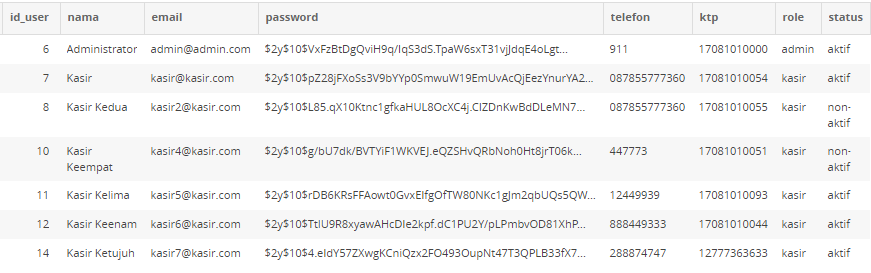 id_user nama email password telefon ktp role status
6 Administrator admin@admin.com $2y$10$VxFzBtDgQviH9q/IqS3dS.TpaW6sxT31vjJdqE4oLgt... 911 17081010000 admin aktif
7 Kasir kasir@kasir.com $2y$10$pZ28jFXoSs3V9bYYp0SmwuW19EmUvAcQjEezYnurYA2... 087855777360 17081010054 kasir aktif
8 Kasir Kedua kasir2@kasir.com $2y$10$L85.qX10Ktnc1gfkaHUL8OcXC4j.CIZDnKwBdDLeMN7... 087855777360 17081010055 kasir non-
aktif
10 Kasir kasir4@kasir.com $2y$10$g/bU7dk/BVTYiF1WKVEJ.eQZSHvQRbNoh0Ht8jrT06k... 447773 17081010051 kasir non-
Keempat aktif
11 Kasir Kelima kasir5@kasir.com $2y$10$rDB6KRsFFAowt0GvxElfgOfTW80NKc1gJm2qbUQs5QW... 12449939 17081010093 kasir aktif
12 Kasir Keenam kasir6@kasir.com $2y$10$TtIU9R8xyawAHcDIe2kpf.dC1PU2Y/pLPmbvOD81XhP... 888449333 17081010044 kasir aktif
14 Kasir Ketujuh kasir7@kasir.com $2y$10$4.eIdY57ZXwgKCniQzx2FO493OupNt47T3QPLB33fX7... 288874747 12777363633 kasir aktif